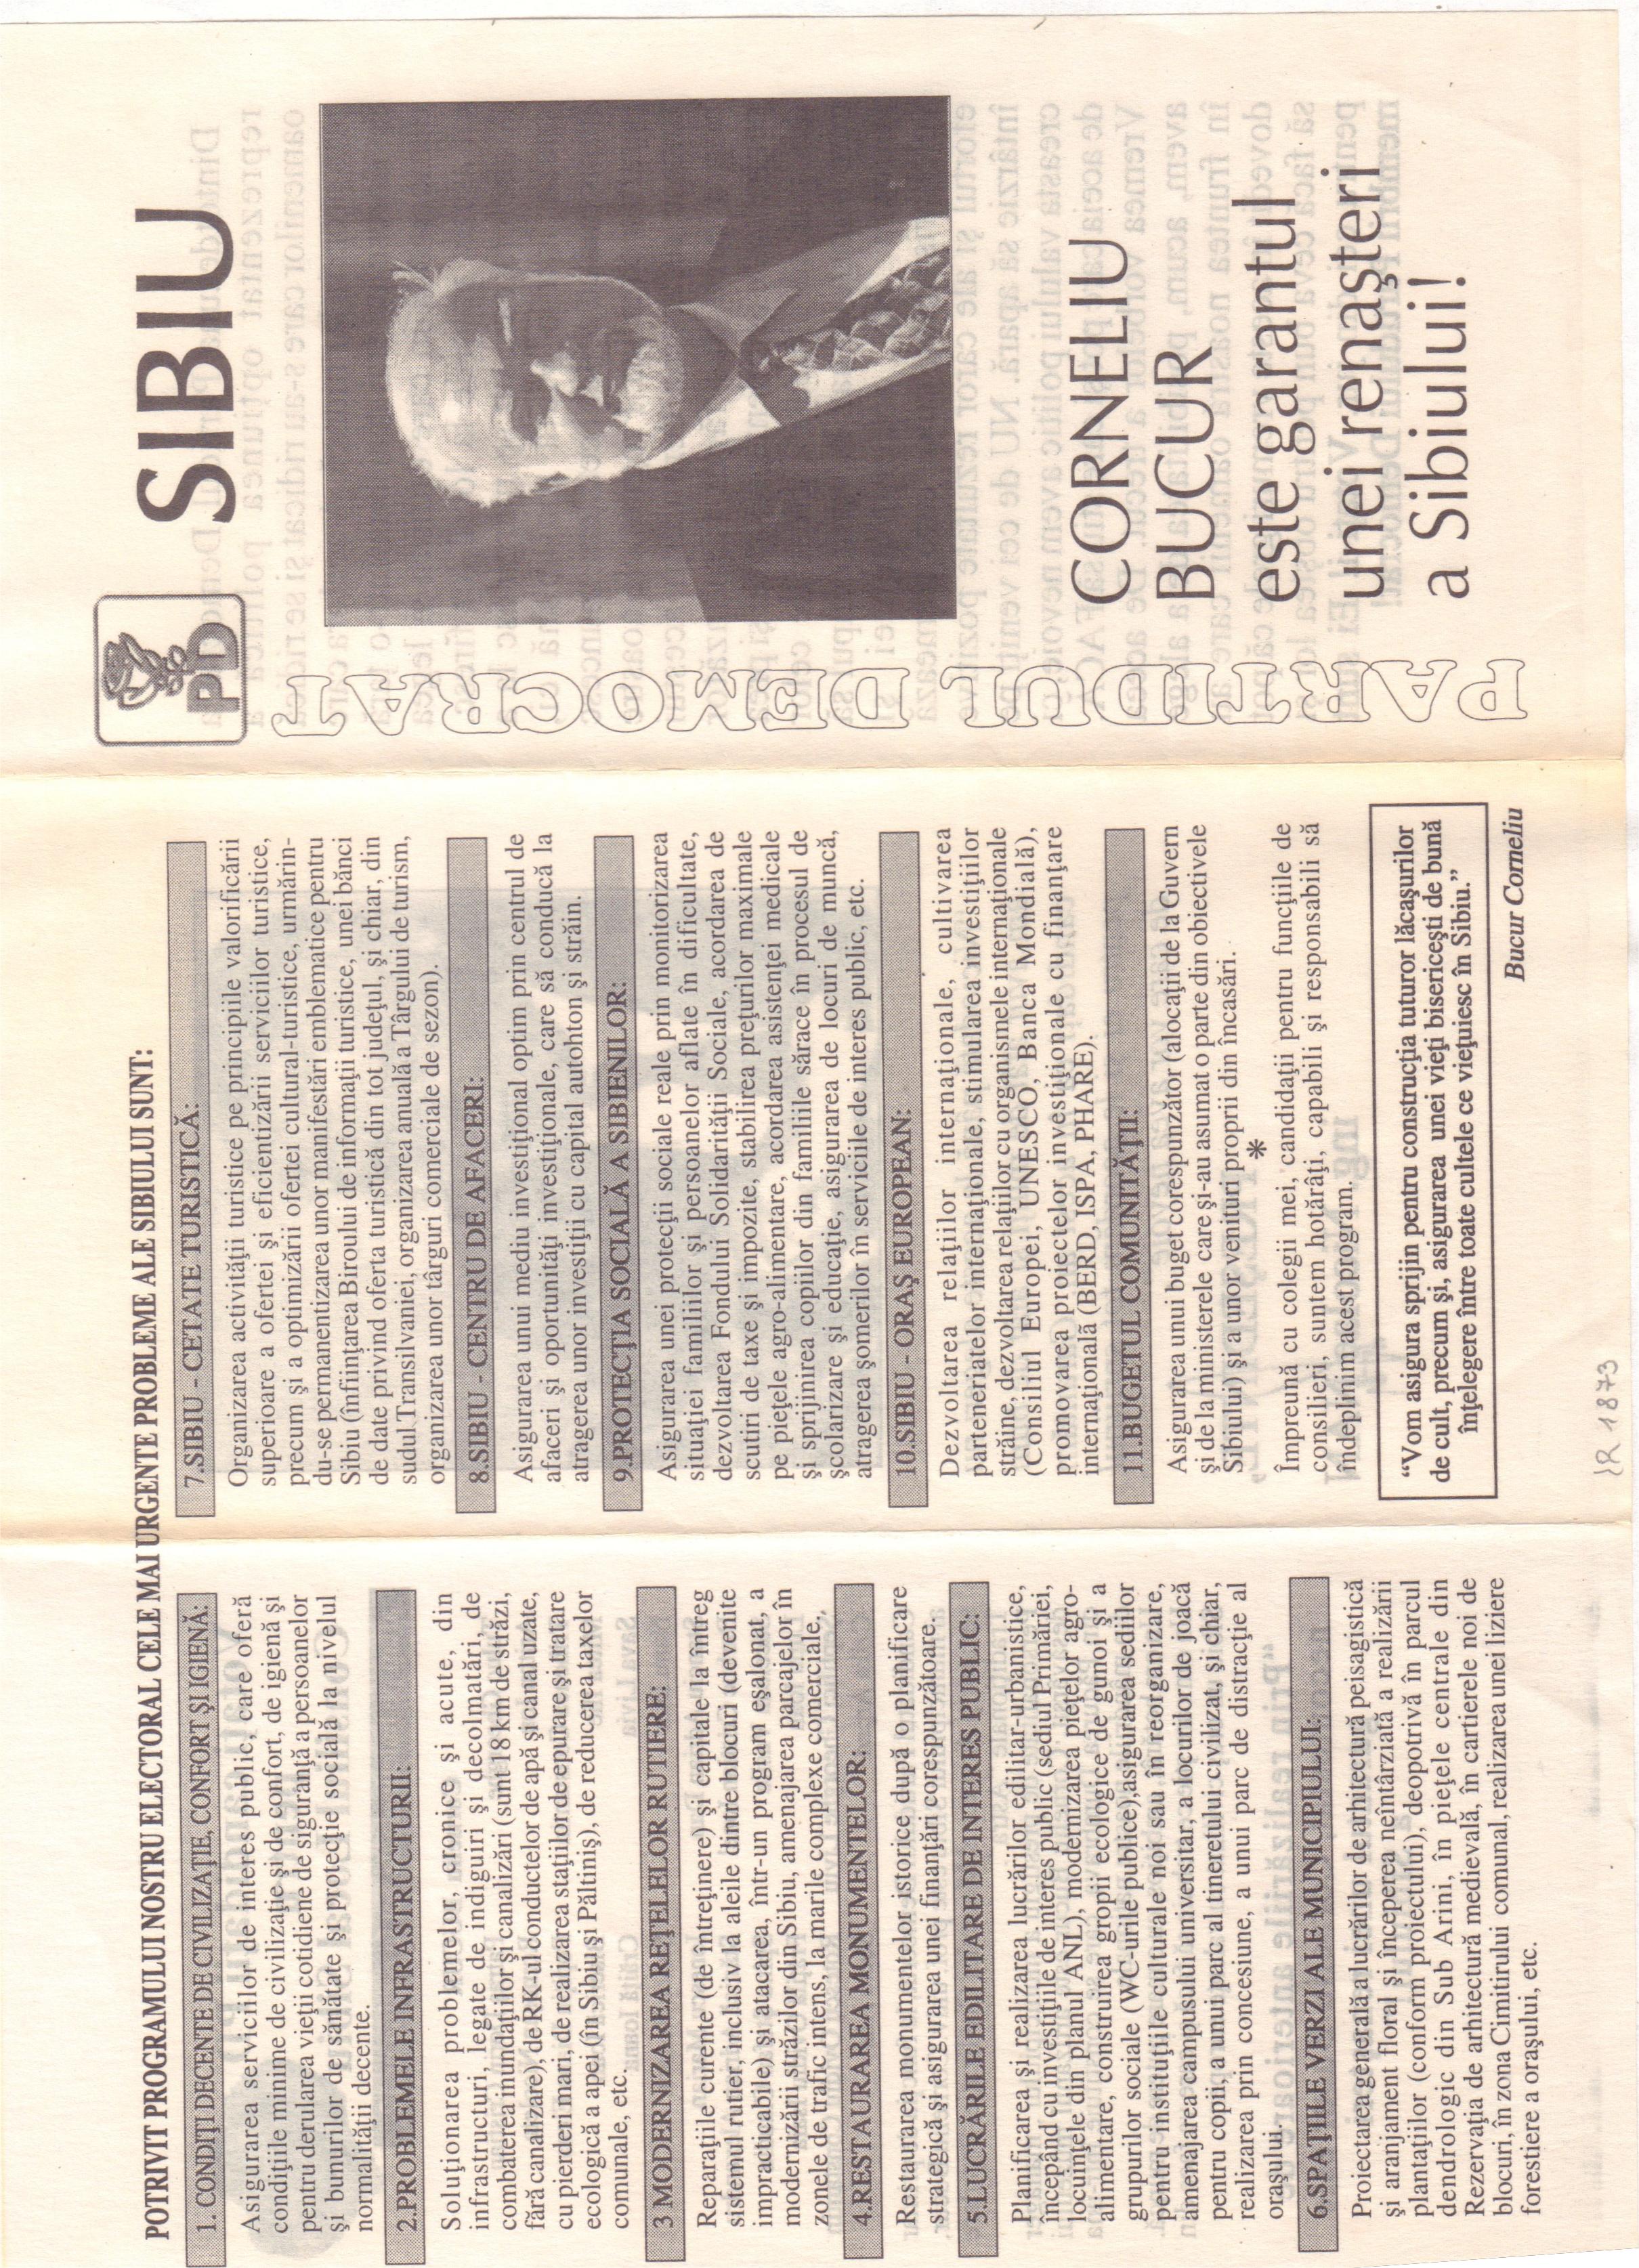 POTRIVIT PROGRAMULUI NOSTRU ELECTORAL CELE MAI URGENTE PROBLEME ALE SIBIULUI SUNT:
1. CONDIŢII DECENTE DE CIVILIZAŢIE, CONFORT ŞI IGENĂ:
Asigurarea serviciilor de interes public, care oferă
condiţiile minime de civilizaţie şi de confort, de igienă şi
pentru derularea vieţii cotidiene de siguranţă a persoanelor
şi bunurilor de sănătate şi protecţie socială la nivelul
normalităţii decente.
2.PROBLEMELE INFRASTRUCTURII:
Soluţionarea problemelor, cronice şi acute, din
infrastructuri, legate de indiguri şi decolmatări, de
combaterea inundaţiilor şi canalizării (sunt 18 km de străzi,
fără canalizare), de RK-ul conductelor de apă şi canal uzate,
cu pierderi mari, de realizarea staţiilor de epurare şi tratare
ecologică a apei (în Sibiu şi Păltiniş), de reducerea taxelor
comunale, etc.
3 MODERNIZAREA REŢELELOR RUTIERE:
Reparaţiile curente (de întreţinere) şi capitale la întreg
sistemul rutier, inclusiv la aleile dintre blocuri (devenite
impracticabile) şi atacarea, într-un program eşalonat, a
modernizării străzilor din Sibiu, amenajarea parcajelor în
zonele de trafic intens, la marile complexe comerciale.,
4.RESTAURAREA MONUMENTELOR:
Restaurarea monumentelor istorice după o planificare
strategică şi asigurarea unei finanţări corespunzătoare.
5.LUCRĂRILE EDILITARE DE INTERES PUBLIC:
Planificarea şi realizarea lucrărilor edilitar-urbanistice,
începând cu investiţiile de interes public (sediul Primăriei,
locuinţele din planul ANL), modernizarea pieţelor agro-
alimentare, construirea gropii ecologice de gunoi şi a
grupurilor sociale (WC-urile publice),asigurarea sediilor
pentru instituţiile culturale noi sau în reorganizare,
amenajarea campusului universitar, a locurilor de joacă
pentru copii, a unui parc al tineretului civilizat, şi chiar,
realizarea prin concesiune, a unui parc de distracţie al
oraşului.
6.SPAŢIILE VERZI ALE MUNICIPIULUI:
Proiectarea generală a lucrărilor de arhitectură peisagistică
şi aranjament floral şi începerea neîntârziată a realizării
plantaţiilor (conform proiectului), deopotrivă în parcul
dendrologic din Sub Arini, în pieţele centrale din
Rezervaţia de arhitectură medievală, în cartierele noi de
blocuri, în zona Cimitirului comunal, realizarea unei liziere
forestiere a oraşului, etc.
7.SIBIU - CETATE TURISTICĂ:
Organizarea activităţii turistice pe principiile valorificării
superioare a ofertei şi eficientizării serviciilor turistice,
precum şi a optimizării ofertei cultural-turistice, urmărin-
du-se permanentizarea unor manifestări emblematice pentru
Sibiu (înfiinţarea Biroului de informaţii turistice, unei bănci
de date privind oferta turistică din tot judeţul, şi chiar, din
sudul Transilvaniei, organizarea anuală a Târgului de turism,
organizarea unor târguri comerciale de sezon).
8.SIBIU - CENTRU DE AFACERI:
Asigurarea unui mediu investiţional optim prin centrul de
afaceri şi oportunităţi investiţionale, care să conducă la
atragerea unor investiţii cu capital autohton şi străin.
9.PROTECŢIA SOCIALĂ A SIBIENILOR:
Asigurarea unei protecţii sociale reale prin monitorizarea
situaţiei familiilor şi persoanelor aflate în dificultate,
dezvoltarea Fondului Solidarităţii Sociale, acordarea de
scutiri de taxe şi impozite, stabilirea preţurilor maximale
pe pieţele agro-alimentare, acordarea asistenţei medicale
şi sprijinirea copiilor din familiile sărace în procesul de
şcolarizare şi educaţie, asigurarea de locuri de muncă,
atragerea şomerilor în serviciile de interes public, etc.
10.SIBIU - ORAŞ EUROPEAN:
Dezvoltarea relaţiilor internaţionale, cultivarea
parteneriatelor internaţionale, stimularea investiţiilor
străine, dezvoltarea relaţiilor cu organismele internaţionale
(Consiliul Europei, UNESCO, Banca Mondială),
promovarea proiectelor investiţionale cu finanţare
internaţională (BERD, ISPA, PHARE).
11.BUGETUL COMUNITĂŢII:
Asigurarea unui buget corespunzător (alocaţii de la Guvern
şi de la ministerele care şi-au asumat o parte din obiectivele
Sibiului) şi a unor venituri proprii din încasări.
*
Împreună cu colegii mei, candidaţii pentru funcţiile de
consilieri, suntem hotărâţi, capabili şi responsabili să
îndeplinim acest program.
“Vom asigura sprijin pentru construcţia tuturor lăcaşurilor
de cult, precum şi, asigurarea unei vieţi bisericeşti de bună
înţelegere între toate cultele ce vieţuiesc în Sibiu.”
Bucur Corneliu
ÎR 1873
PD
SIBIU
PARTIDUL DEMOCRAT
CORNELIU
BUCUR
este garantul
unei renaşteri
a Sibiului!